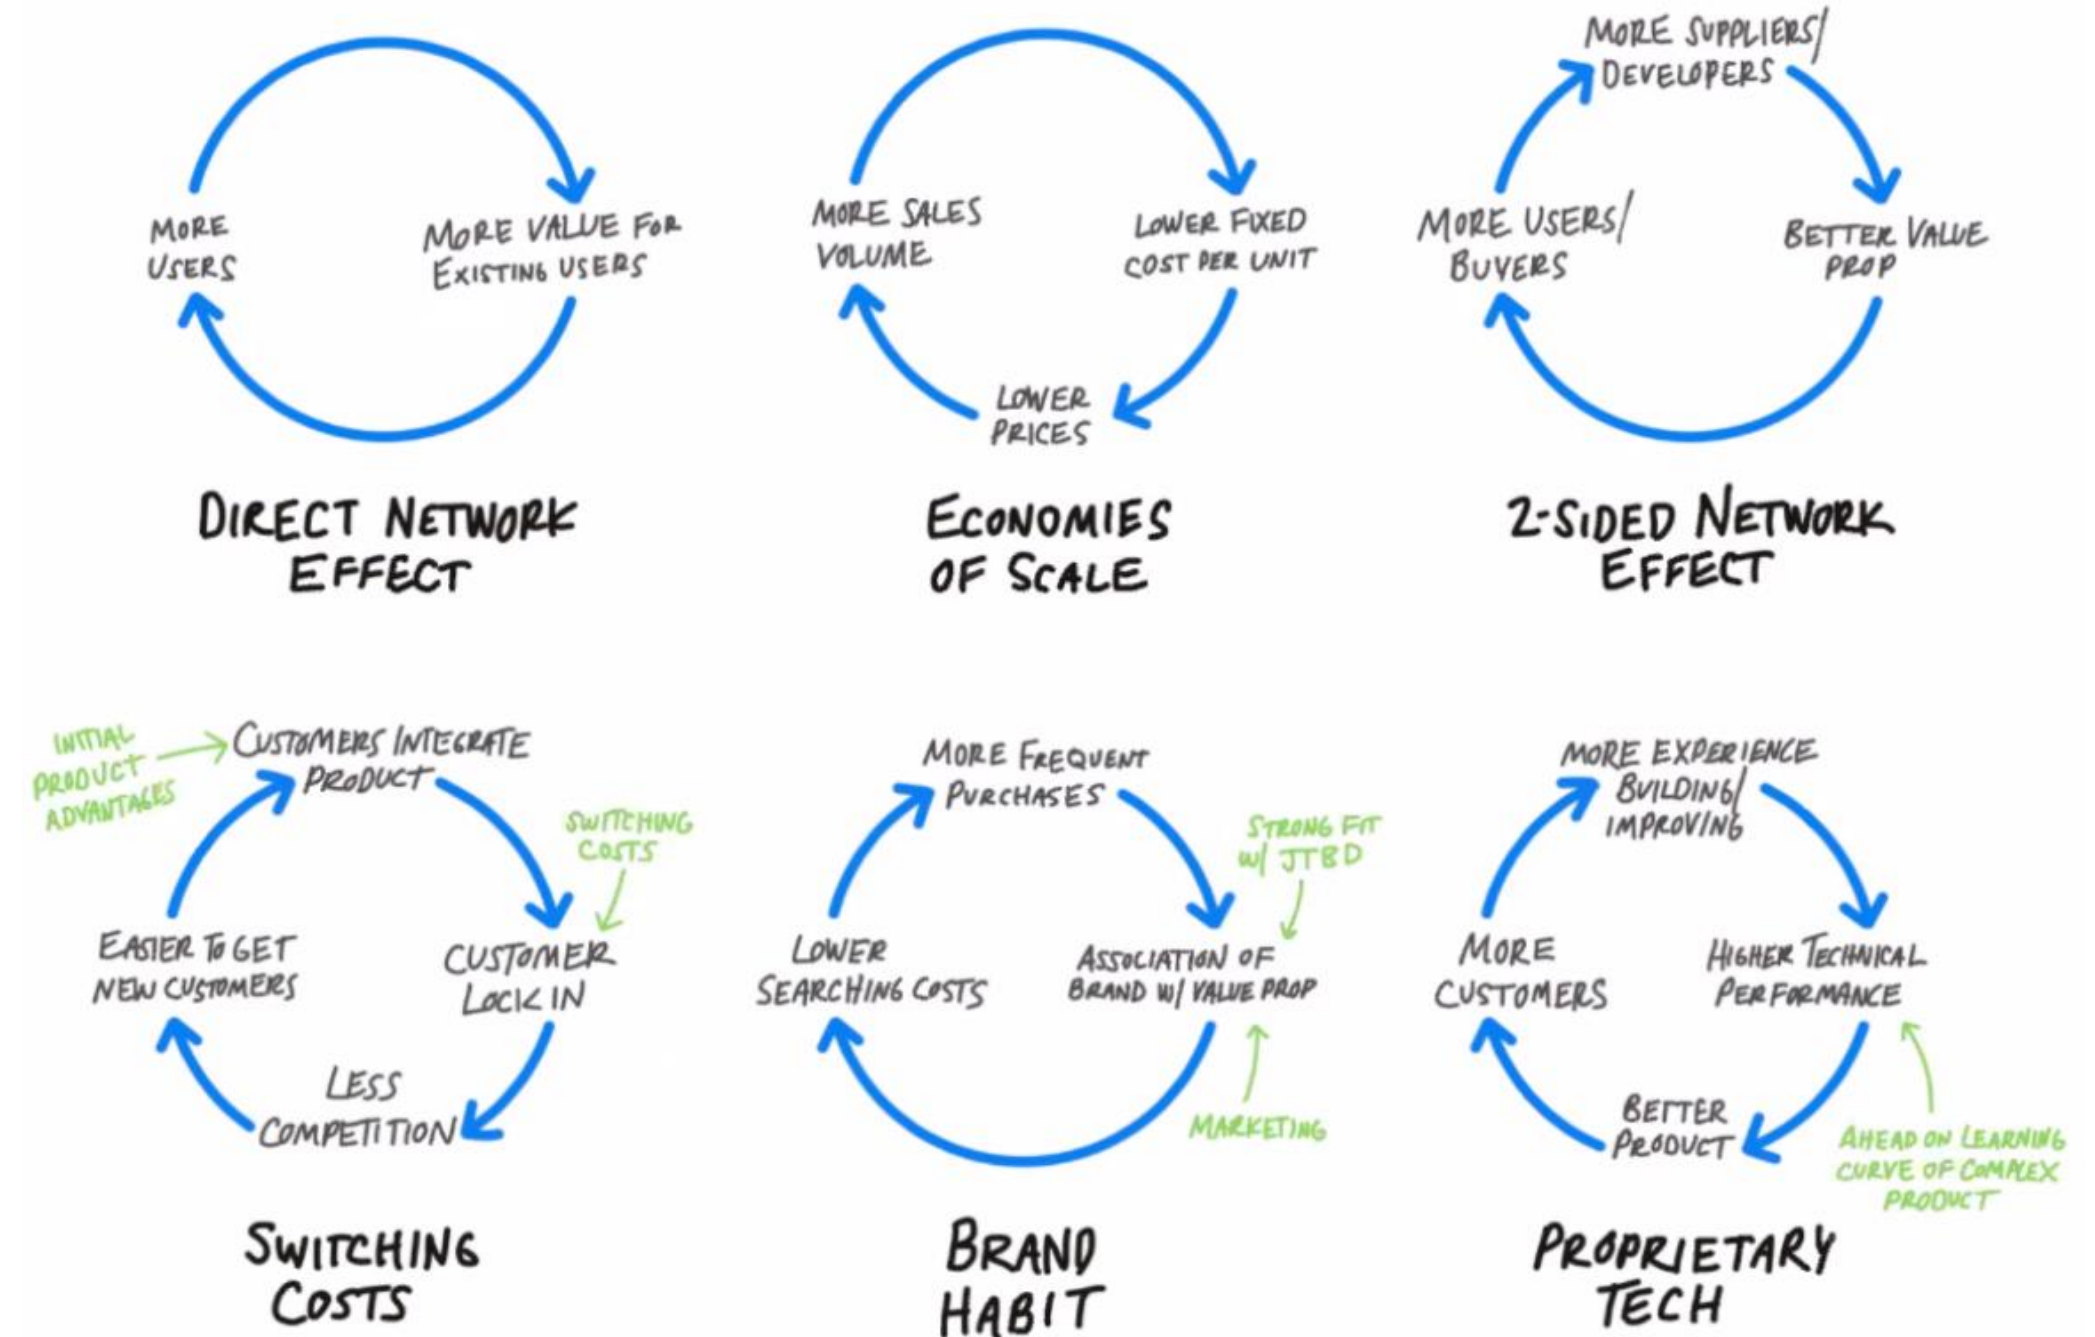 MORE
USERS
MORE VALUE FOR
EXISTING USERS
DIRECT NETWORK
EFFECT
MORE SALES
VOLUME
LOWER FIXED
COST PER UNIT
LOWER
PRICES
ECONOMIES
OF SCALE
MORE SUPPLIERS/
DEVELOPERS
MORE USERS/
BUYERS
BETTER VALUE
PROP
2-SIDED NETWORK
EFFECT
INITIAL
PRODUCT
ADVANTAGES
CUSTOMERS INTEGRATE
PRODUCT
SWITCHING
COSTS
EASIER TO GET
NEW CUSTOMERS
CUSTOMER
LOCK IN
LESS
COMPETITION
SWITCHING
COSTS
MORE FREQUENT
PURCHASES
STRONG FIT
W/ JTBD
LOWER
SEARCHING COSTS
ASSOCIATION OF
BRAND W/ VALUE PROP
MARKETING
BRAND
HABIT
MORE EXPERIENCE
BUILDING/
IMPROVING
MORE
CUSTOMERS
HIGHER TECHNICAL
PERFORMANCE
BETTER
PRODUCT
AHEAD ON LEARNING
CURVE OF COMPLEX
PRODUCT
PROPRIETARY
TECH